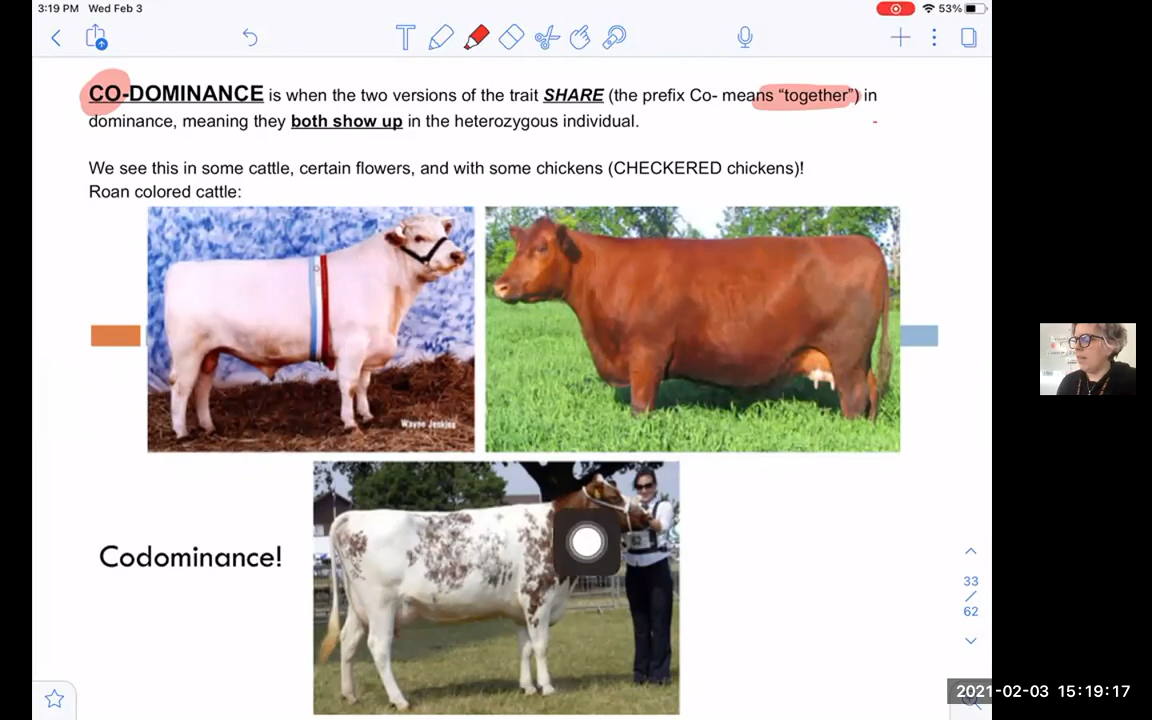 3:19 PM Wed Feb 3
53%
CO-DOMINANCE is when the two versions of the trait SHARE (the prefix Co- means “together”) in
dominance, meaning they both show up in the heterozygous individual.
We see this in some cattle, certain flowers, and with some chickens (CHECKERED chickens)!
Roan colored cattle:
Wayne Jenkins
Codominance!
33
/
62
2021-02-03 15:19:17